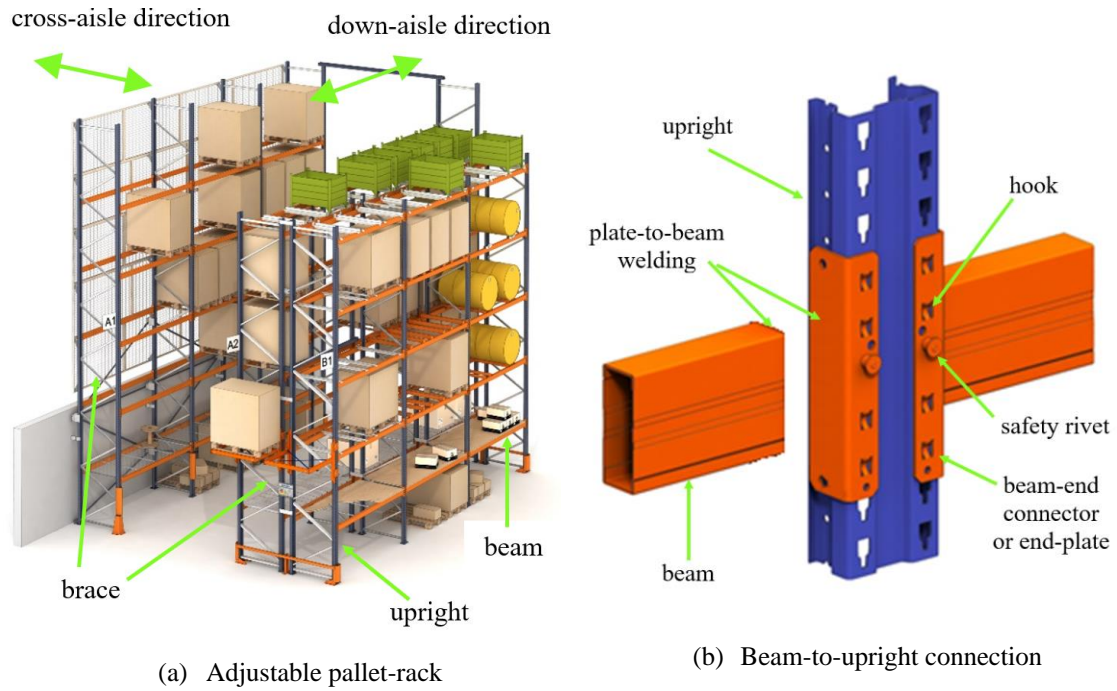 cross-aisle direction
down-aisle direction
A1
A2
B1
brace
beam
upright
(a) Adjustable pallet-rack
upright
hook
plate-to-beam
welding
safety rivet
beam-end
connector
or end-plate
beam
(b) Beam-to-upright connection